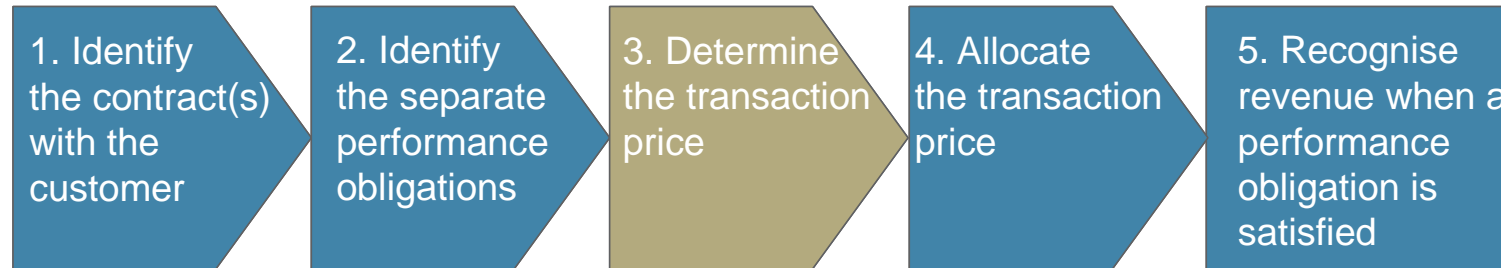 1. Identify
the contract(s)
with the
customer
2. Identify
the separate
performance
obligations
3. Determine
the transaction
price
4. Allocate
the transaction
price
5. Recognise
revenue when a
performance
obligation is
satisfied